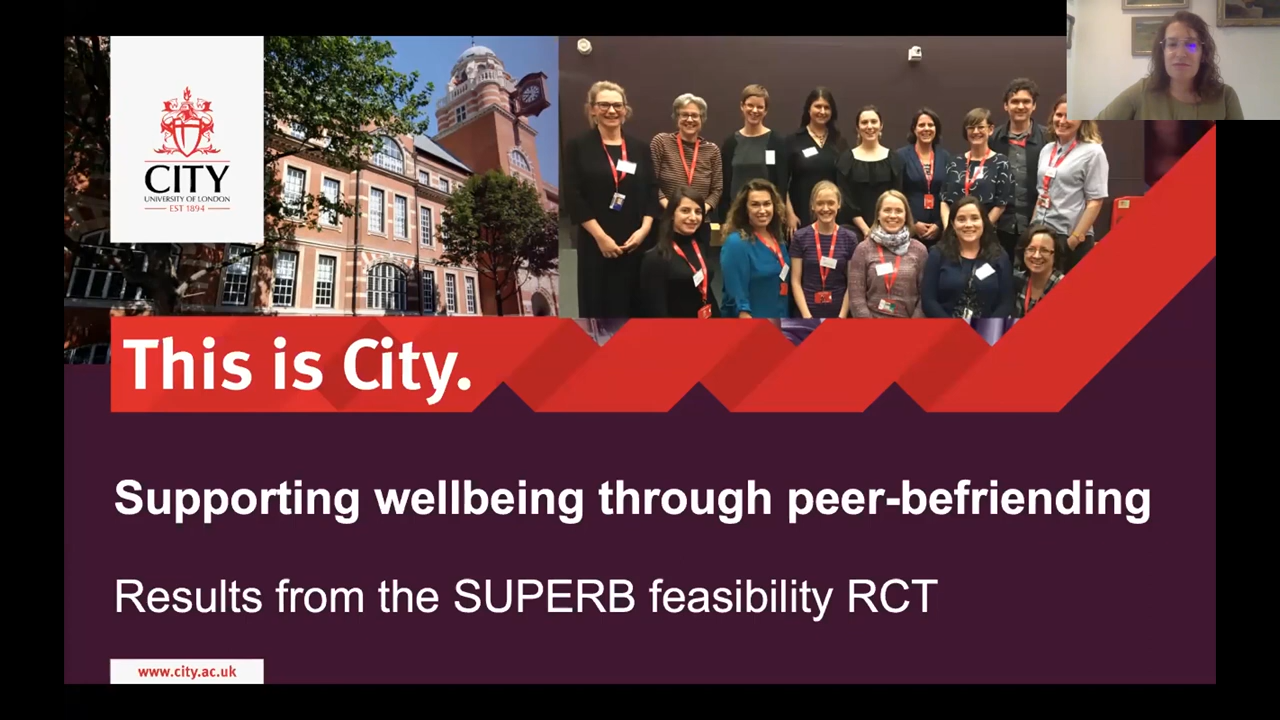 CITY
UNIVERSITY OF LONDON
EST 1894
This is City.
Supporting wellbeing through peer-befriending
Results from the SUPERB feasibility RCT
www.city.ac.uk